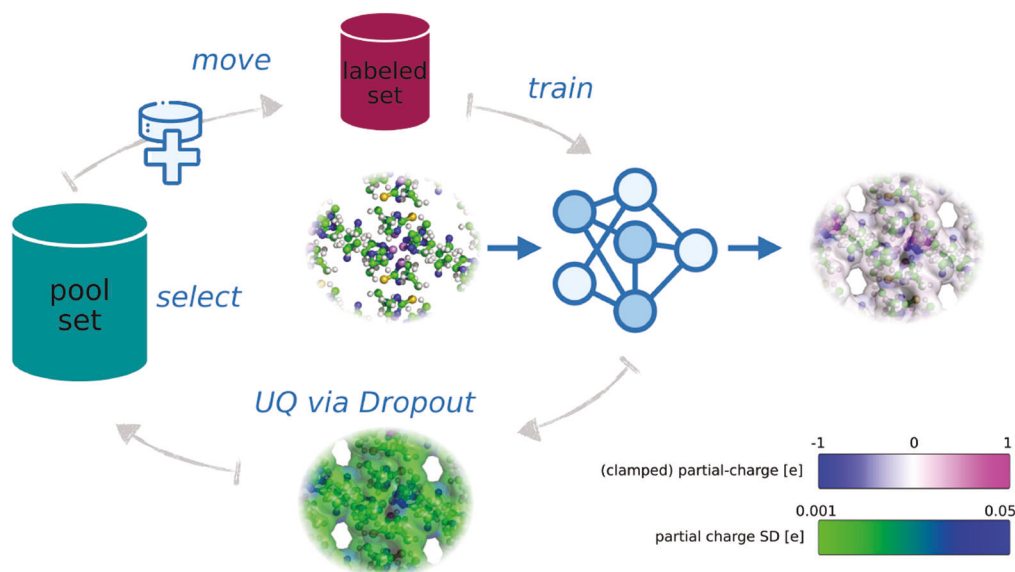 move
labeled
set
train
pool
set
select
UQ via Dropout
-1 0 1
(clamped) partial-charge [e]
0.001 0.05
partial charge SD [e]